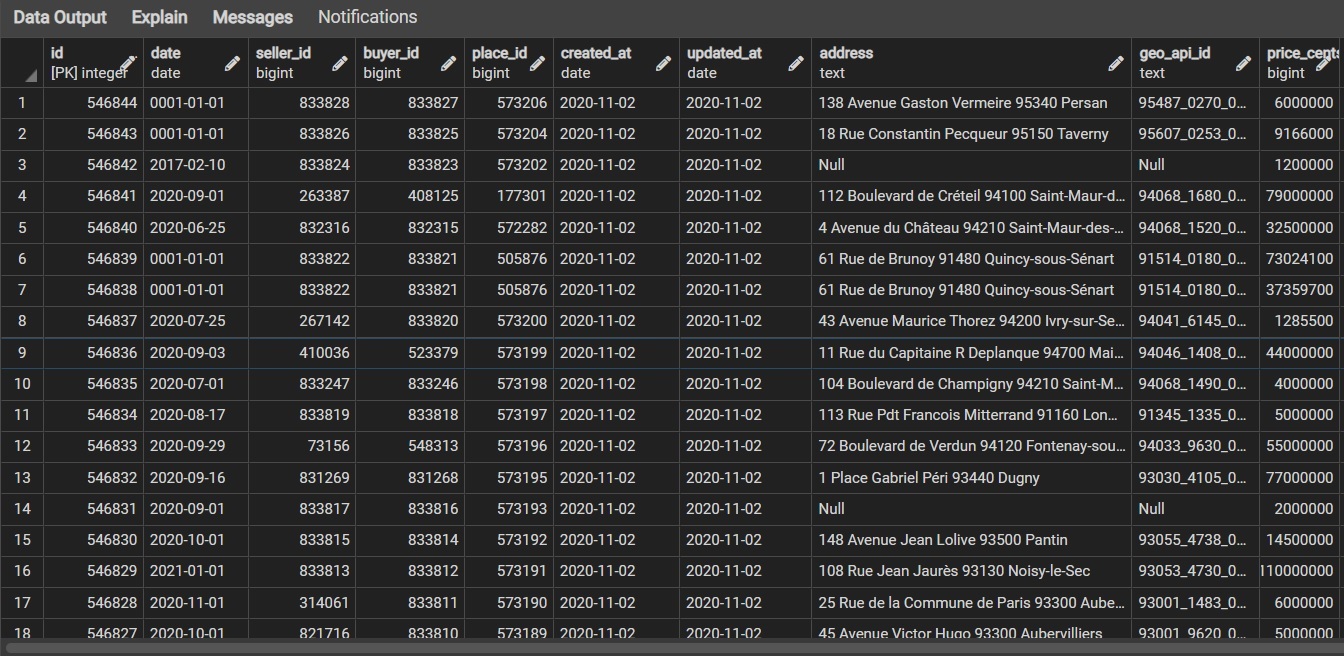 Data Output Explain Messages Notifications
id date seller_id buyer_id place_id created_at updated_at address geo_api_id price_cents
[PK] integer date bigint bigint bigint date date text text bigint
1 546844 0001-01-01 833828 833827 573206 2020-11-02 2020-11-02 138 Avenue Gaston Vermeire 95340 Persan 95487_0270_0... 6000000
2 546843 0001-01-01 833826 833825 573204 2020-11-02 2020-11-02 18 Rue Constantin Pecqueur 95150 Taverny 95607_0253_0... 9166000
3 546842 2017-02-10 833824 833823 573202 2020-11-02 2020-11-02 Null Null 1200000
4 546841 2020-09-01 263387 408125 177301 2020-11-02 2020-11-02 112 Boulevard de Créteil 94100 Saint-Maur-d... 94068_1680_0... 79000000
5 546840 2020-06-25 832316 832315 572282 2020-11-02 2020-11-02 4 Avenue du Château 94210 Saint-Maur-des-... 94068_1520_0... 32500000
6 546839 0001-01-01 833822 833821 505876 2020-11-02 2020-11-02 61 Rue de Brunoy 91480 Quincy-sous-Sénart 91514_0180_0... 73024100
7 546838 0001-01-01 833822 833821 505876 2020-11-02 2020-11-02 61 Rue de Brunoy 91480 Quincy-sous-Sénart 91514_0180_0... 37359700
8 546837 2020-07-25 267142 833820 573200 2020-11-02 2020-11-02 43 Avenue Maurice Thorez 94200 Ivry-sur-Se... 94041_6145_0... 1285500
9 546836 2020-09-03 410036 523379 573199 2020-11-02 2020-11-02 11 Rue du Capitaine R Deplanque 94700 Mai... 94046_1408_0... 44000000
10 546835 2020-07-01 833247 833246 573198 2020-11-02 2020-11-02 104 Boulevard de Champigny 94210 Saint-M... 94068_1490_0... 4000000
11 546834 2020-08-17 833819 833818 573197 2020-11-02 2020-11-02 113 Rue Pdt Francois Mitterrand 91160 Lon... 91345_1335_0... 5000000
12 546833 2020-09-29 73156 548313 573196 2020-11-02 2020-11-02 72 Boulevard de Verdun 94120 Fontenay-sou... 94033_9630_0... 55000000
13 546832 2020-09-16 831269 831268 573195 2020-11-02 2020-11-02 1 Place Gabriel Péri 93440 Dugny 93030_4105_0... 77000000
14 546831 2020-09-01 833817 833816 573193 2020-11-02 2020-11-02 Null Null 2000000
15 546830 2020-10-01 833815 833814 573192 2020-11-02 2020-11-02 148 Avenue Jean Lolive 93500 Pantin 93055_4738_0... 14500000
16 546829 2021-01-01 833813 833812 573191 2020-11-02 2020-11-02 108 Rue Jean Jaurès 93130 Noisy-le-Sec 93053_4730_0... 110000000
17 546828 2020-11-01 314061 833811 573190 2020-11-02 2020-11-02 25 Rue de la Commune de Paris 93300 Aube... 93001_1483_0... 6000000
18 546827 2020-10-01 821716 833810 573189 2020-11-02 2020-11-02 45 Avenue Victor Hugo 93300 Aubervilliers 93001_9620_0... 5000000